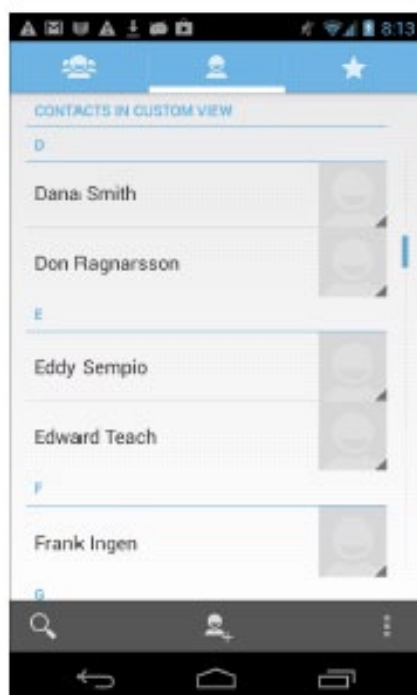 8:13
CONTACTS IN CUSTOM VIEW
D
Dana Smith
Don Ragnarsson
E
Eddy Sempio
Edward Teach
F
Frank Ingen
G